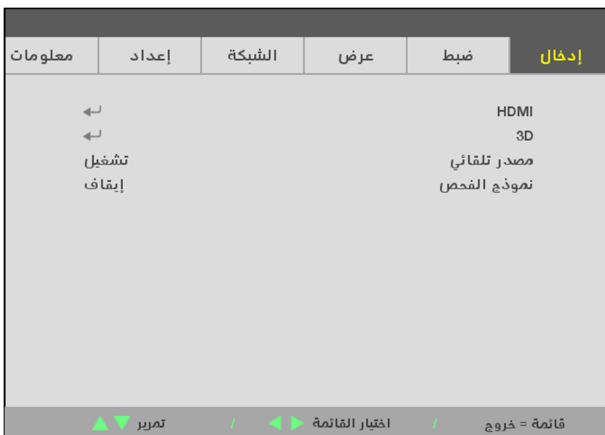 إدخال ضبط عرض الشبكة إعداد معلومات
HDMI ↵
3D ↵
مصدر تلقائي تشغيل
نموذج الفحص إيقاف
قائمة = خروج / اختيار القائمة ◀ ▶ / تمرير ▼ ▲